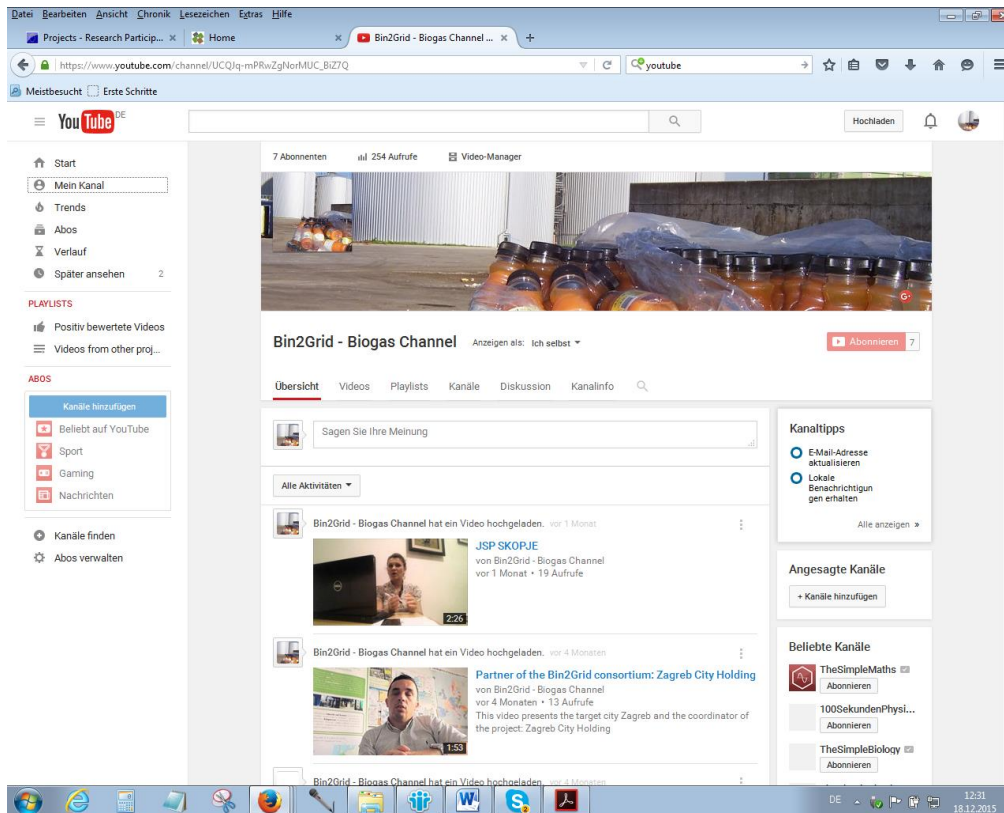 Datei Bearbeiten Ansicht Chronik Lesezeichen Extras Hilfe
Projects - Research Particip... × Home × Bin2Grid - Biogas Channel ... × +
https://www.youtube.com/channel/UCQJq-mPRwZgNorMUC_BiZ7Q youtube
Meistbesucht Erste Schritte
YouTube DE Hochladen
7 Abonnenten 254 Aufrufe Video-Manager
Start
Mein Kanal
Trends
Abos
Verlauf
Später ansehen 2
PLAYLISTS
Positiv bewertete Videos
Videos from other proj...
ABOS
Kanäle hinzufügen
Beliebt auf YouTube
Sport
Gaming
Nachrichten
Kanäle finden
Abos verwalten
G+
Bin2Grid - Biogas Channel Anzeigen als: Ich selbst Abonnieren 7
Übersicht Videos Playlists Kanäle Diskussion Kanalinfo
Sagen Sie Ihre Meinung
Alle Aktivitäten
Bin2Grid - Biogas Channel hat ein Video hochgeladen. vor 1 Monat
JSP SKOPJE
von Bin2Grid - Biogas Channel
vor 1 Monat • 19 Aufrufe
2:26
Bin2Grid - Biogas Channel hat ein Video hochgeladen. vor 4 Monaten
Partner of the Bin2Grid consortium: Zagreb City Holding
von Bin2Grid - Biogas Channel
vor 4 Monaten • 13 Aufrufe
This video presents the target city Zagreb and the coordinator of
the project: Zagreb City Holding
1:53
Bin2Grid - Biogas Channel hat ein Video hochgeladen. vor 4 Monaten
Kanaltipps
E-Mail-Adresse
aktualisieren
Lokale
Benachrichtigun
gen erhalten
Alle anzeigen »
Angesagte Kanäle
+ Kanäle hinzufügen
Beliebte Kanäle
TheSimpleMaths
Abonnieren
100SekundenPhysi...
Abonnieren
TheSimpleBiology
Abonnieren
DE 12:31
18.12.2015